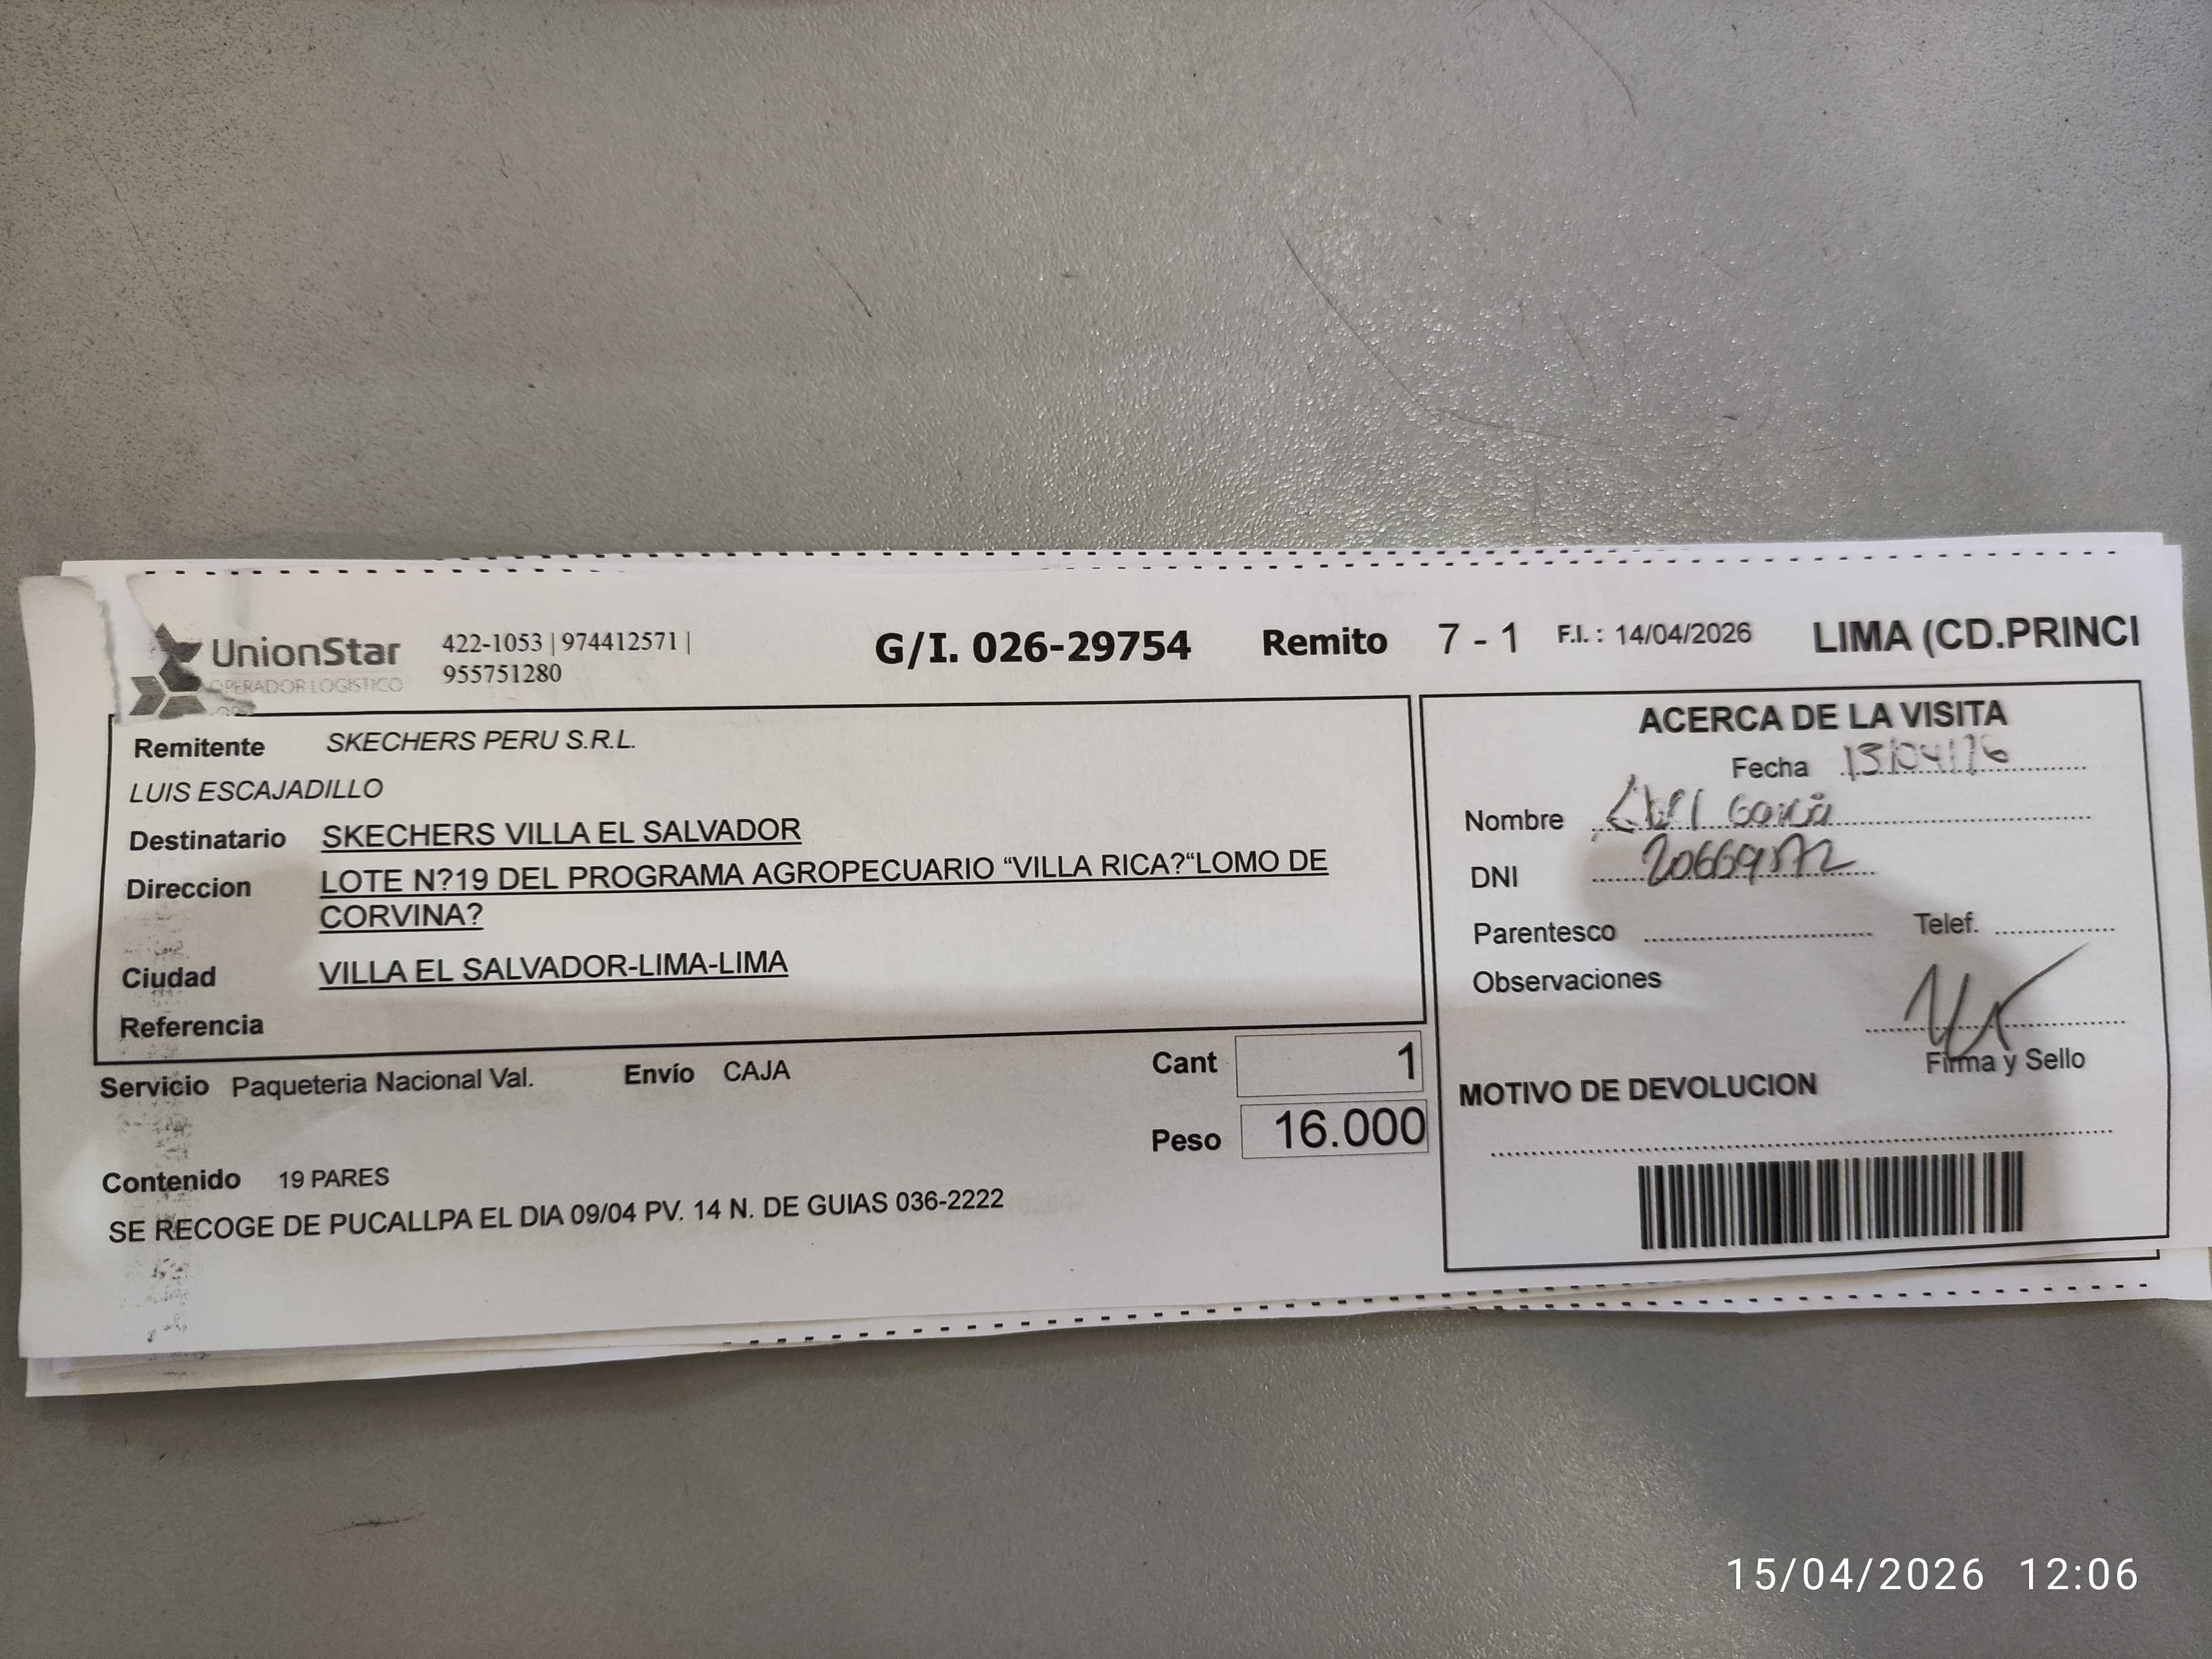 UnionStar
OPERADOR LOGISTICO
422-1053 | 974412571 |
955751280
G/I. 026-29754 Remito 7 - 1 F.I. : 14/04/2026 LIMA (CD.PRINCI
Remitente SKECHERS PERU S.R.L.
LUIS ESCAJADILLO
Destinatario SKECHERS VILLA EL SALVADOR
Direccion LOTE N?19 DEL PROGRAMA AGROPECUARIO “VILLA RICA?“LOMO DE
CORVINA?
Ciudad VILLA EL SALVADOR-LIMA-LIMA
Referencia
Servicio Paqueteria Nacional Val. Envío CAJA
Cant 1
Peso 16.000
Contenido 19 PARES
SE RECOGE DE PUCALLPA EL DIA 09/04 PV. 14 N. DE GUIAS 036-2222
ACERCA DE LA VISITA
Fecha
Nombre
DNI
Parentesco Telef.
Observaciones
Firma y Sello
MOTIVO DE DEVOLUCION
15/04/2026 12:06